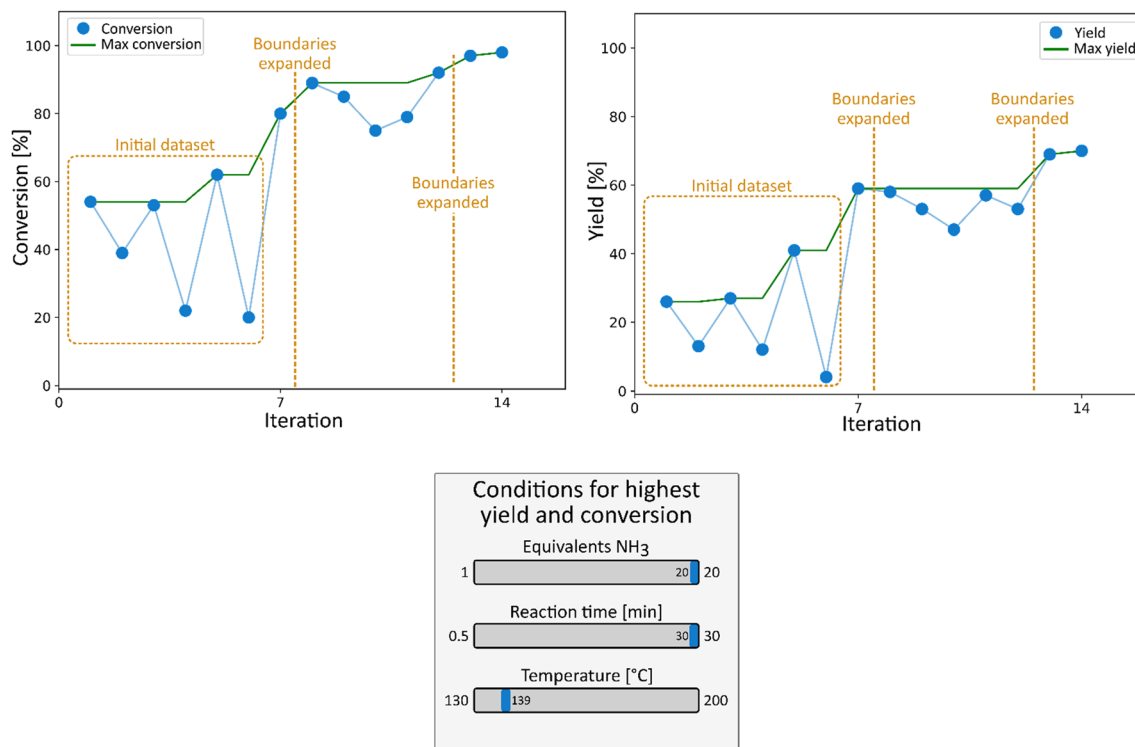 Conversion
Max conversion
Boundaries
expanded
Initial dataset
Boundaries
expanded
Conversion [%]
100
80
60
40
20
0
0
7
14
Iteration
Yield
Max yield
Boundaries
expanded
Boundaries
expanded
Initial dataset
Yield [%]
100
80
60
40
20
0
0
7
14
Iteration
Conditions for highest
yield and conversion
Equivalents NH3
1 20 20
Reaction time [min]
0.5 30 30
Temperature [°C]
130 139 200